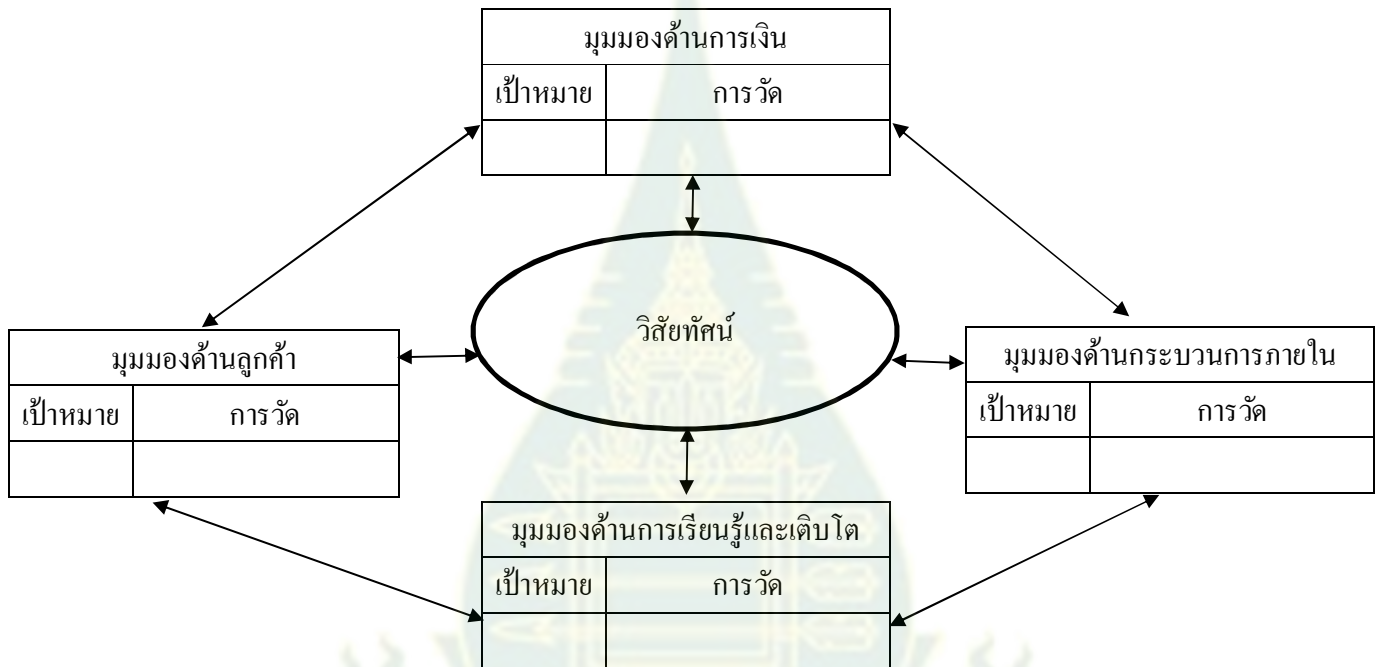 มุมมองด้านการเงิน
เป้าหมาย การวัด
วิสัยทัศน์
มุมมองด้านลูกค้า
เป้าหมาย การวัด
มุมมองด้านกระบวนการภายใน
เป้าหมาย การวัด
มุมมองด้านการเรียนรู้และเติบโต
เป้าหมาย การวัด